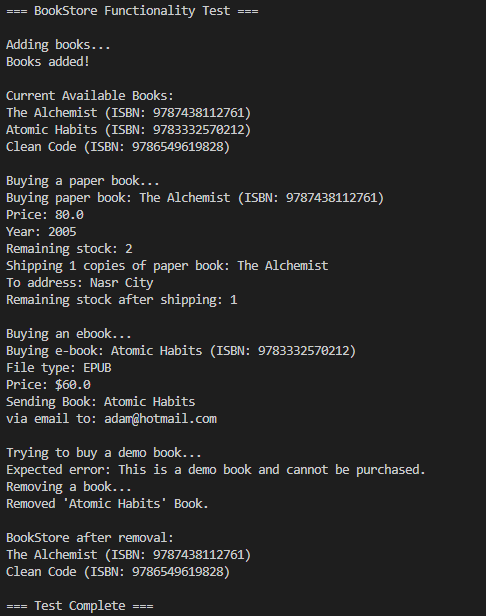 === BookStore Functionality Test ===
Adding books...
Books added!
Current Available Books:
The Alchemist (ISBN: 9787438112761)
Atomic Habits (ISBN: 9783332570212)
Clean Code (ISBN: 9786549619828)
Buying a paper book...
Buying paper book: The Alchemist (ISBN: 9787438112761)
Price: 80.0
Year: 2005
Remaining stock: 2
Shipping 1 copies of paper book: The Alchemist
To address: Nasr City
Remaining stock after shipping: 1
Buying an ebook...
Buying e-book: Atomic Habits (ISBN: 9783332570212)
File type: EPUB
Price: $60.0
Sending Book: Atomic Habits
via email to: adam@hotmail.com
Trying to buy a demo book...
Expected error: This is a demo book and cannot be purchased.
Removing a book...
Removed 'Atomic Habits' Book.
BookStore after removal:
The Alchemist (ISBN: 9787438112761)
Clean Code (ISBN: 9786549619828)
=== Test Complete ===